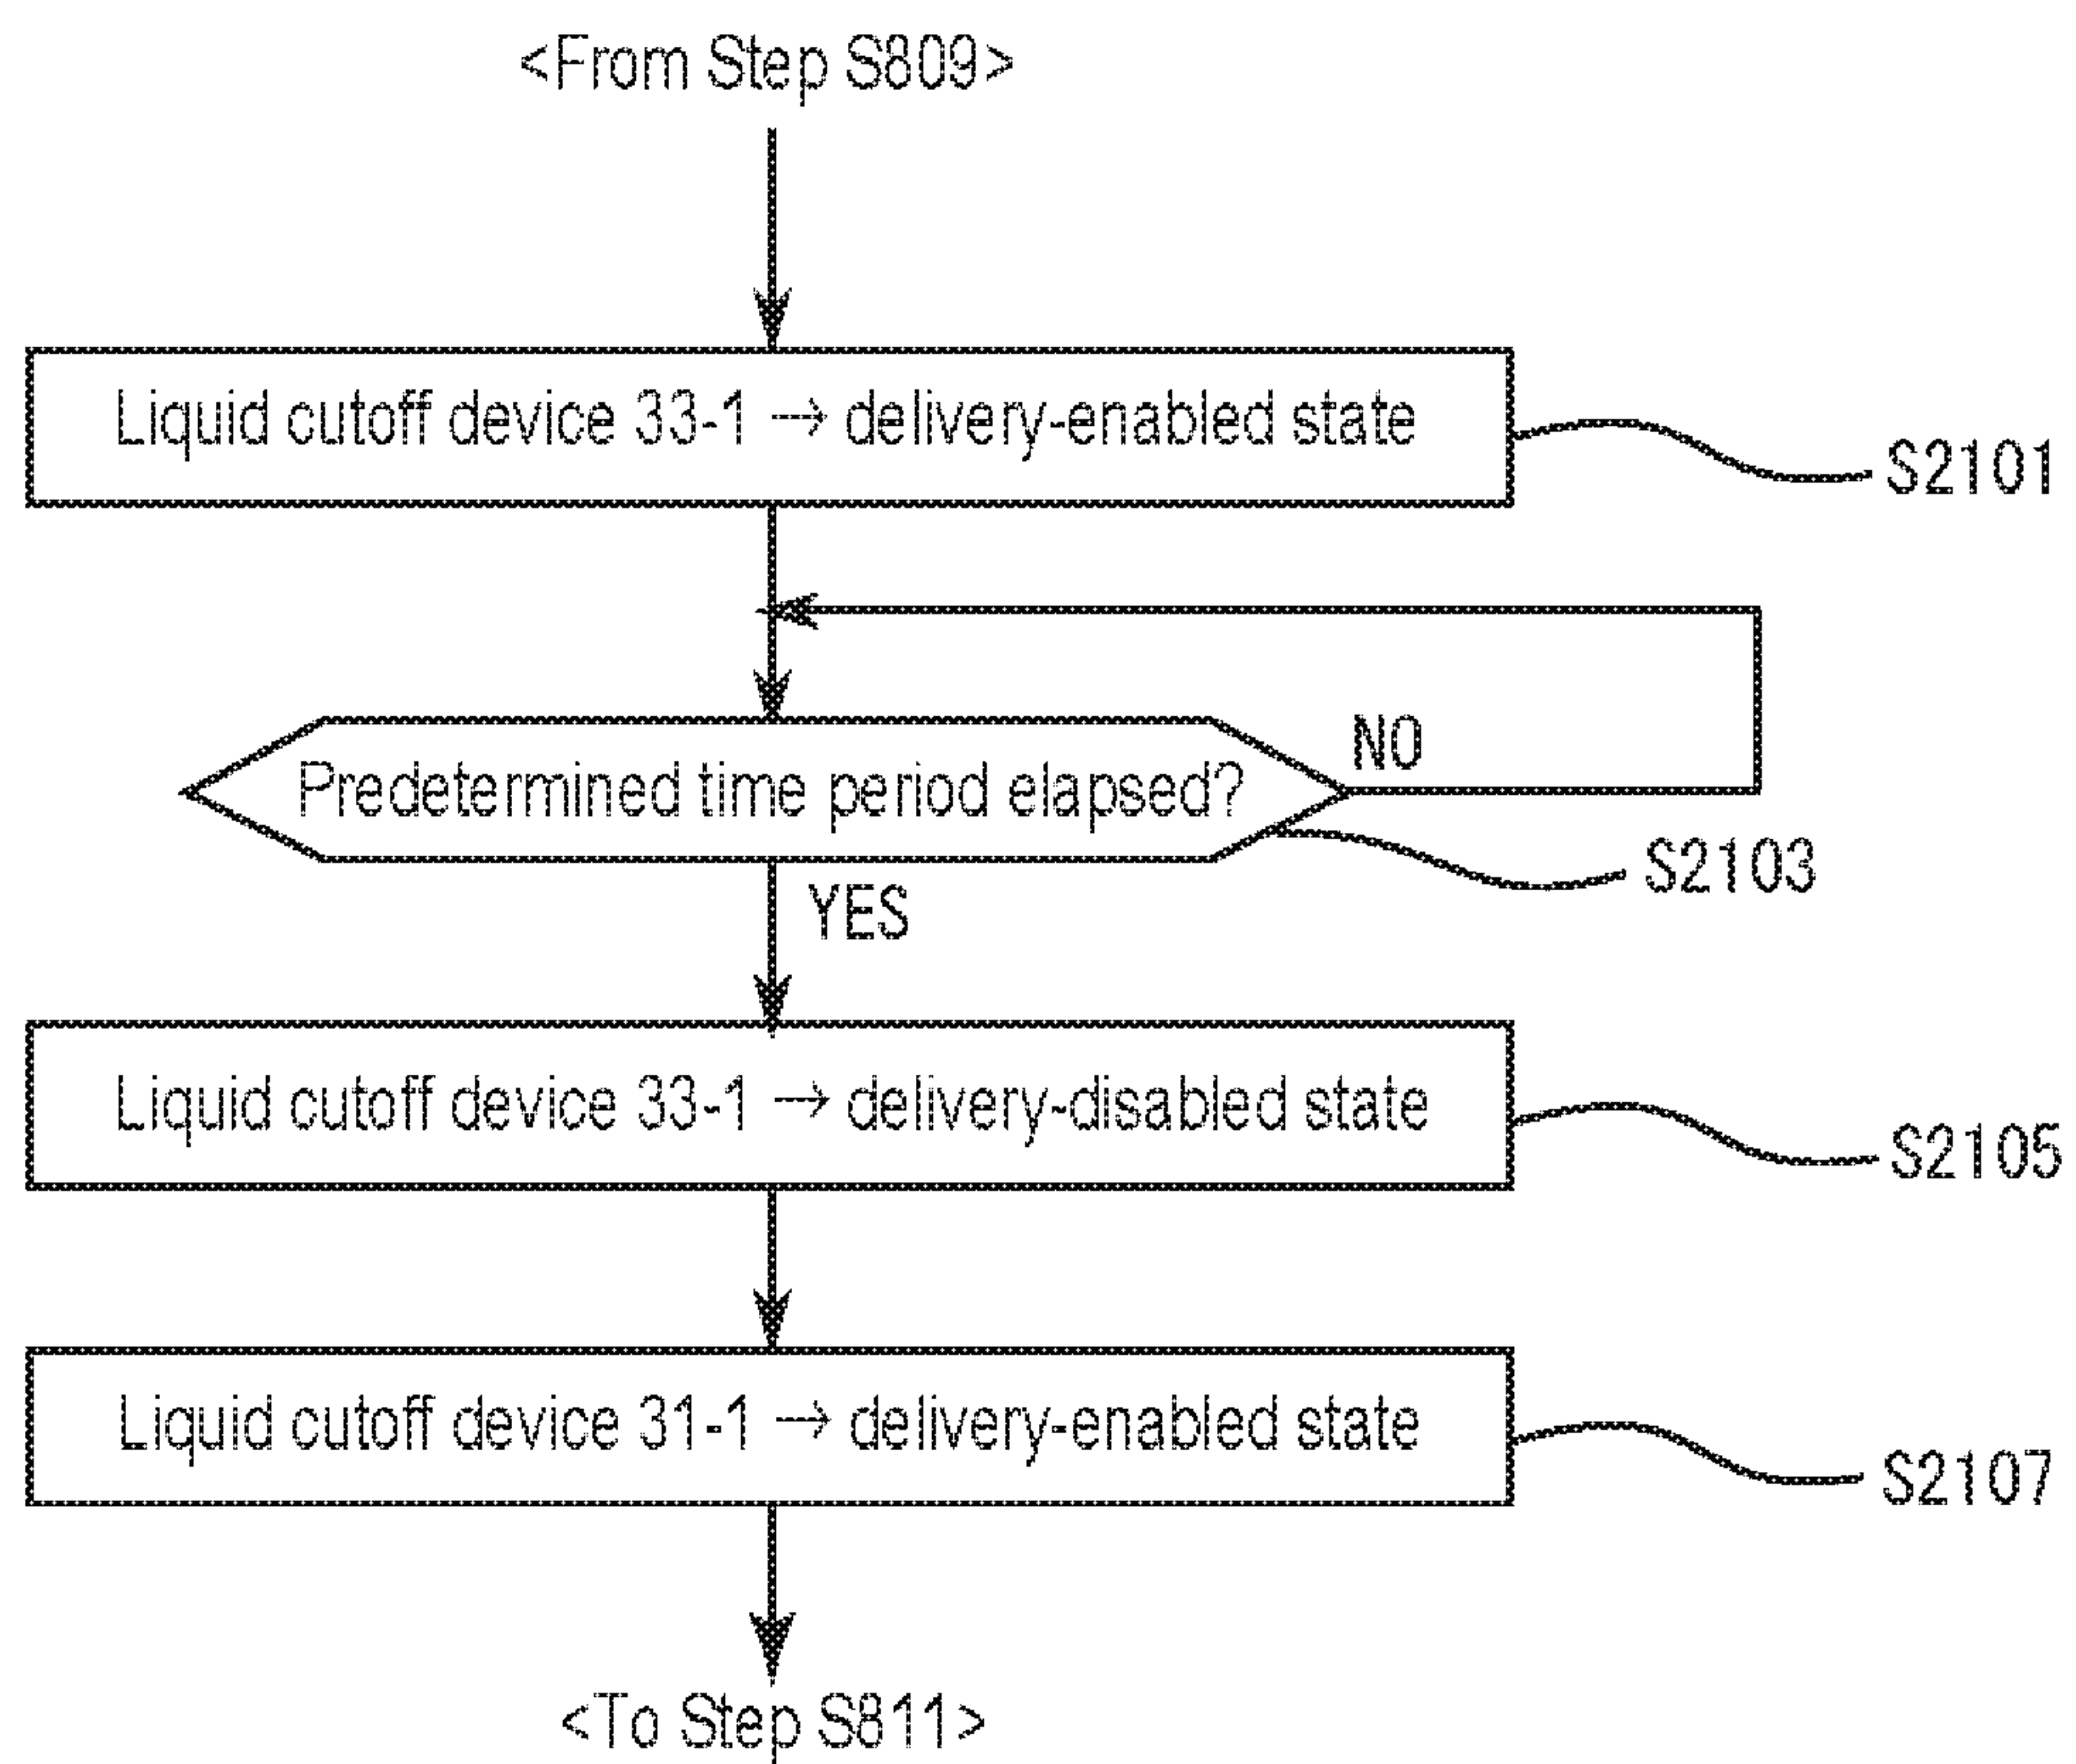 <From Step S809>
Liquid cutoff device 33-1 → delivery-enabled state
S2101
NO
Predetermined time period elapsed?
S2103
YES
Liquid cutoff device 33-1 → delivery-disabled state
S2105
Liquid cutoff device 31-1 → delivery-enabled state
S2107
<To Step S811>